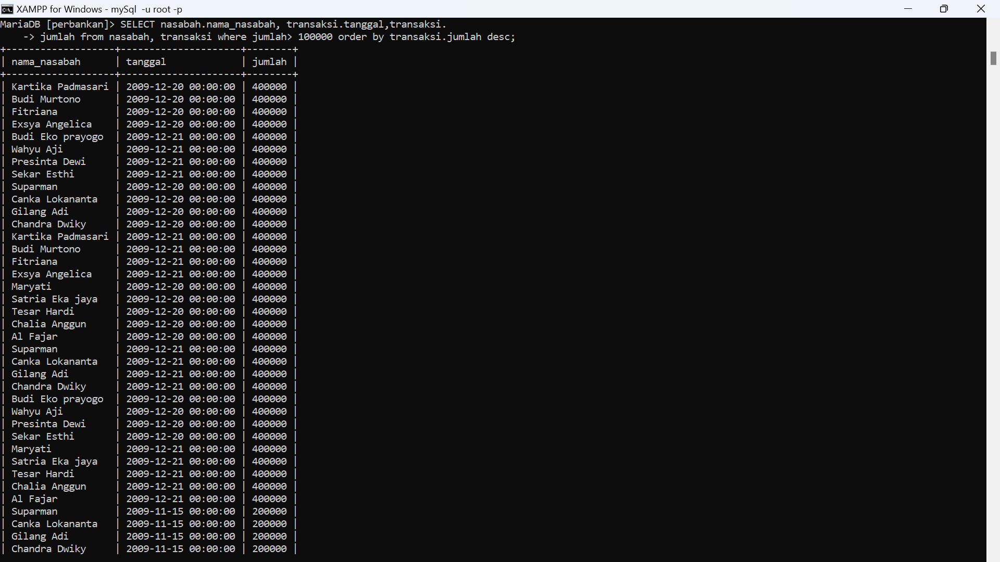 XAMPP for Windows - mySql  -u root -p
MariaDB [perbankan]> SELECT nasabah.nama_nasabah, transaksi.tanggal,transaksi.
    -> jumlah from nasabah, transaksi where jumlah> 100000 order by transaksi.jumlah desc;
+-------------------+---------------------+--------+
| nama_nasabah      | tanggal             | jumlah |
+-------------------+---------------------+--------+
| Kartika Padmasari | 2009-12-20 00:00:00 | 400000 |
| Budi Murtono      | 2009-12-20 00:00:00 | 400000 |
| Fitriana          | 2009-12-20 00:00:00 | 400000 |
| Exsya Angelica    | 2009-12-20 00:00:00 | 400000 |
| Budi Eko prayogo  | 2009-12-21 00:00:00 | 400000 |
| Wahyu Aji         | 2009-12-21 00:00:00 | 400000 |
| Presinta Dewi     | 2009-12-21 00:00:00 | 400000 |
| Sekar Esthi       | 2009-12-21 00:00:00 | 400000 |
| Suparman          | 2009-12-20 00:00:00 | 400000 |
| Canka Lokananta   | 2009-12-20 00:00:00 | 400000 |
| Gilang Adi        | 2009-12-20 00:00:00 | 400000 |
| Chandra Dwiky     | 2009-12-20 00:00:00 | 400000 |
| Kartika Padmasari | 2009-12-21 00:00:00 | 400000 |
| Budi Murtono      | 2009-12-21 00:00:00 | 400000 |
| Fitriana          | 2009-12-21 00:00:00 | 400000 |
| Exsya Angelica    | 2009-12-21 00:00:00 | 400000 |
| Maryati           | 2009-12-20 00:00:00 | 400000 |
| Satria Eka jaya   | 2009-12-20 00:00:00 | 400000 |
| Tesar Hardi       | 2009-12-20 00:00:00 | 400000 |
| Chalia Anggun     | 2009-12-20 00:00:00 | 400000 |
| Al Fajar          | 2009-12-20 00:00:00 | 400000 |
| Suparman          | 2009-12-21 00:00:00 | 400000 |
| Canka Lokananta   | 2009-12-21 00:00:00 | 400000 |
| Gilang Adi        | 2009-12-21 00:00:00 | 400000 |
| Chandra Dwiky     | 2009-12-21 00:00:00 | 400000 |
| Budi Eko prayogo  | 2009-12-20 00:00:00 | 400000 |
| Wahyu Aji         | 2009-12-20 00:00:00 | 400000 |
| Presinta Dewi     | 2009-12-20 00:00:00 | 400000 |
| Sekar Esthi       | 2009-12-20 00:00:00 | 400000 |
| Maryati           | 2009-12-21 00:00:00 | 400000 |
| Satria Eka jaya   | 2009-12-21 00:00:00 | 400000 |
| Tesar Hardi       | 2009-12-21 00:00:00 | 400000 |
| Chalia Anggun     | 2009-12-21 00:00:00 | 400000 |
| Al Fajar          | 2009-12-21 00:00:00 | 400000 |
| Suparman          | 2009-11-15 00:00:00 | 200000 |
| Canka Lokananta   | 2009-11-15 00:00:00 | 200000 |
| Gilang Adi        | 2009-11-15 00:00:00 | 200000 |
| Chandra Dwiky     | 2009-11-15 00:00:00 | 200000 |